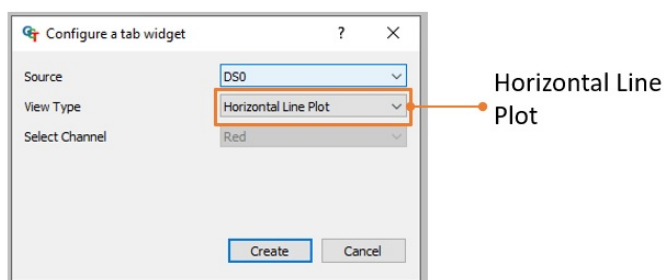 Configure a tab widget ? ×
Source DS0
View Type Horizontal Line Plot
Select Channel Red
Create Cancel
Horizontal Line
Plot